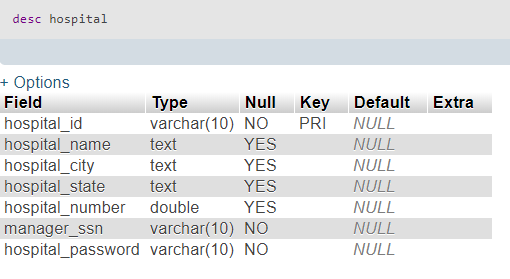 desc hospital
+ Options
Field Type Null Key Default Extra
hospital_id varchar(10) NO PRI NULL
hospital_name text YES NULL
hospital_city text YES NULL
hospital_state text YES NULL
hospital_number double YES NULL
manager_ssn varchar(10) NO NULL
hospital_password varchar(10) NO NULL